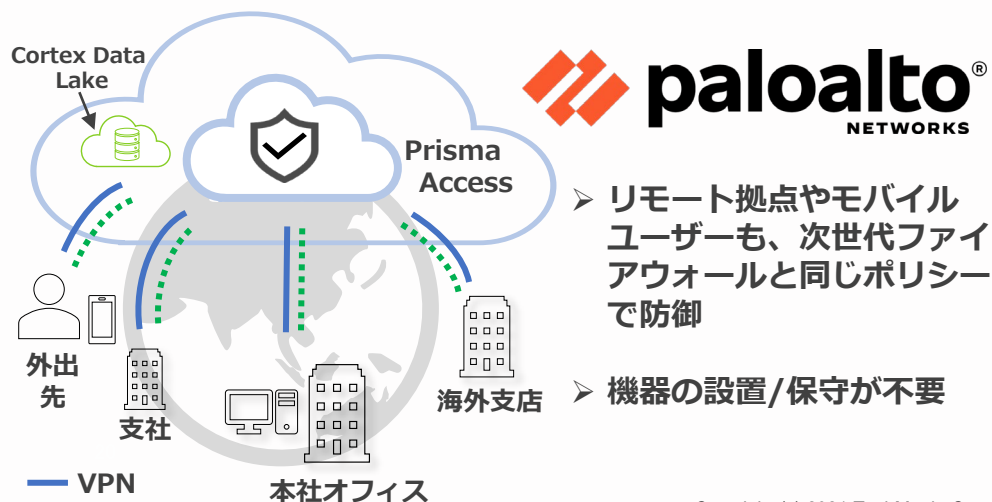 Cortex Data
Lake
Prisma
Access
外出
先
支社
本社オフィス
海外支店
VPN
paloalto®
NETWORKS
➢ リモート拠点やモバイル
ユーザーも、次世代ファイ
アウォールと同じポリシー
で防御
➢ 機器の設置/保守が不要